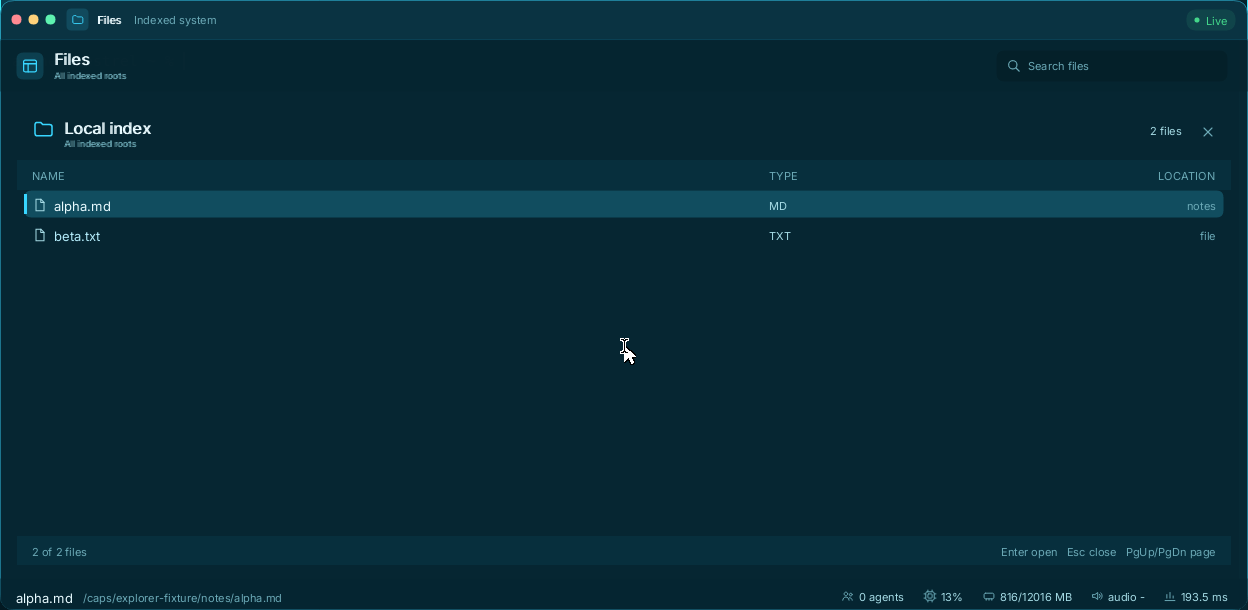 Files Indexed system Live
Files
All indexed roots
Search files
Local index
All indexed roots
2 files
NAME TYPE LOCATION
alpha.md MD notes
beta.txt TXT file
2 of 2 files Enter open Esc close PgUp/PgDn page
alpha.md /caps/explorer-fixture/notes/alpha.md 0 agents 13% 816/12016 MB audio - 193.5 ms